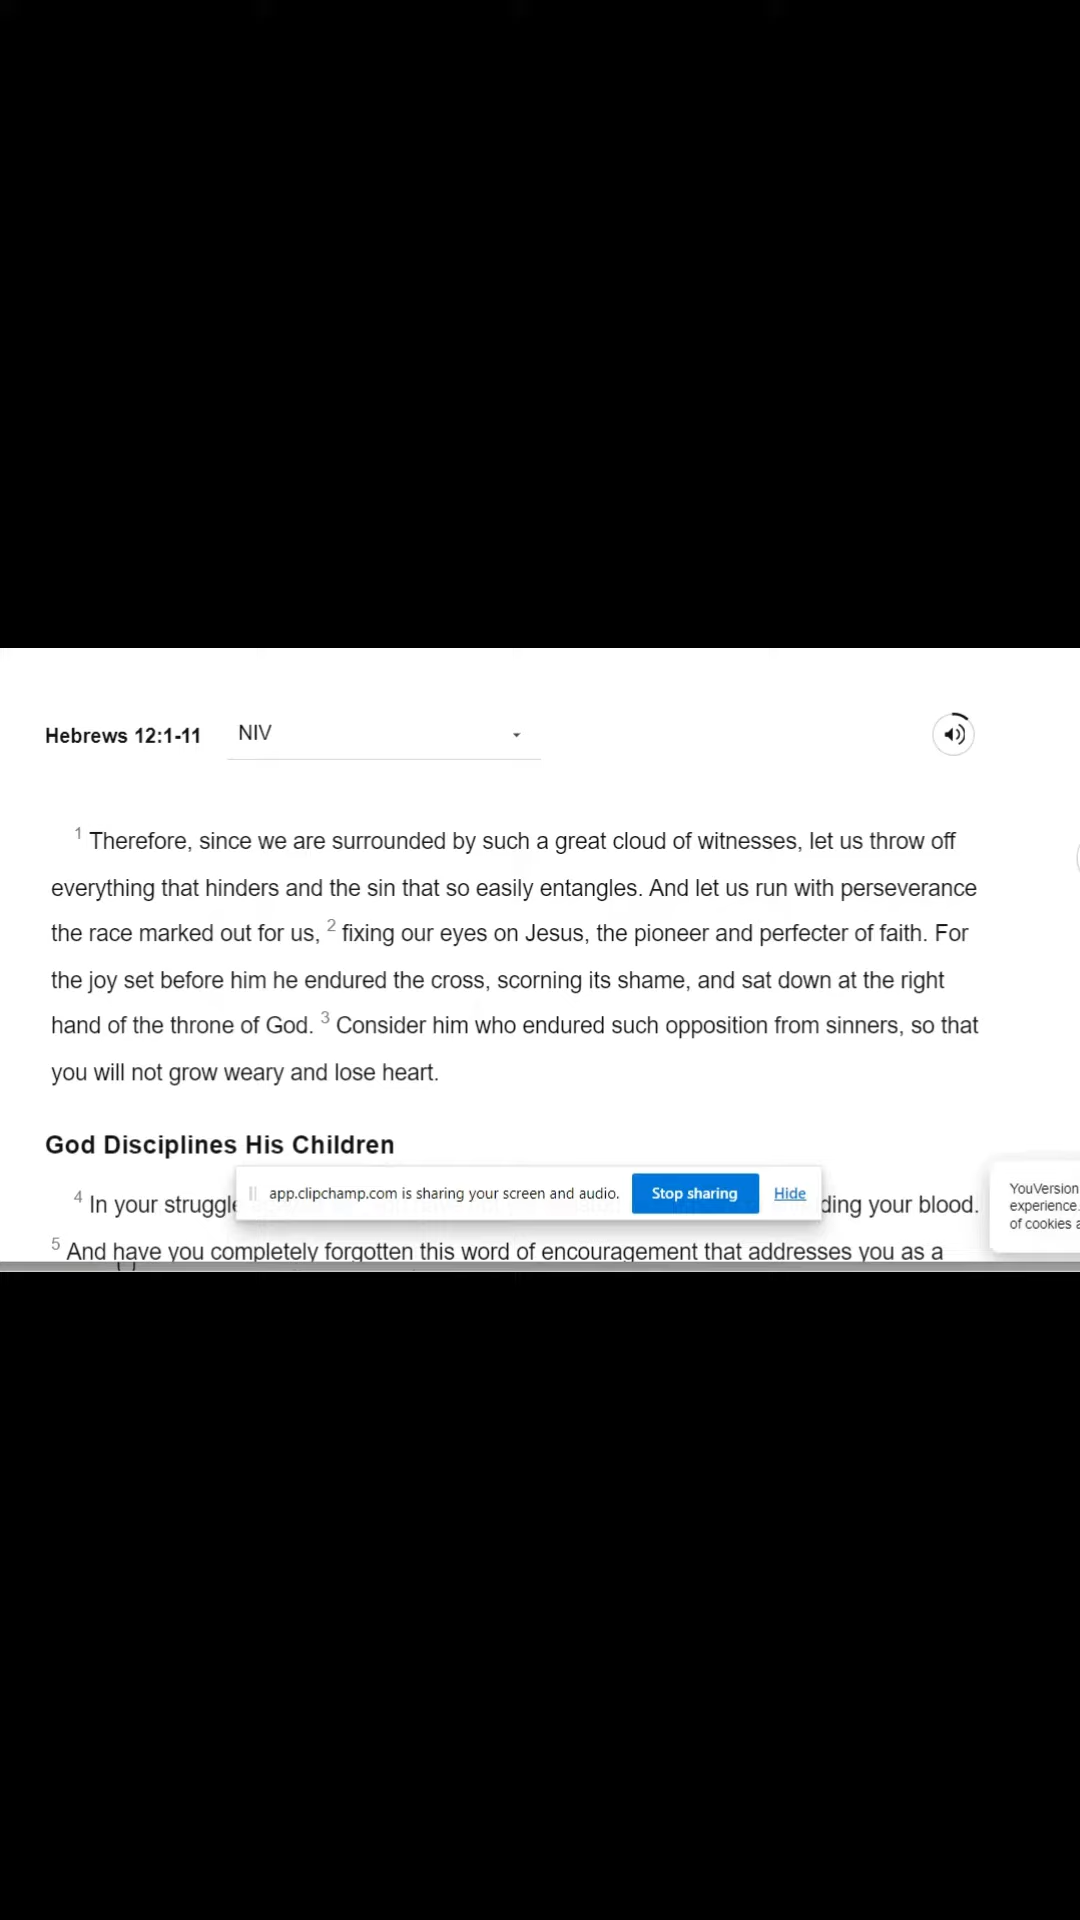 Hebrews 12:1-11 NIV
1 Therefore, since we are surrounded by such a great cloud of witnesses, let us throw off
everything that hinders and the sin that so easily entangles. And let us run with perseverance
the race marked out for us, 2 fixing our eyes on Jesus, the pioneer and perfecter of faith. For
the joy set before him he endured the cross, scorning its shame, and sat down at the right
hand of the throne of God. 3 Consider him who endured such opposition from sinners, so that
you will not grow weary and lose heart.
God Disciplines His Children
4 In your struggle
app.clipchamp.com is sharing your screen and audio. Stop sharing Hide
your blood.
5 And have you completely forgotten this word of encouragement that addresses you as a
YouVersion
experience.
of cookies